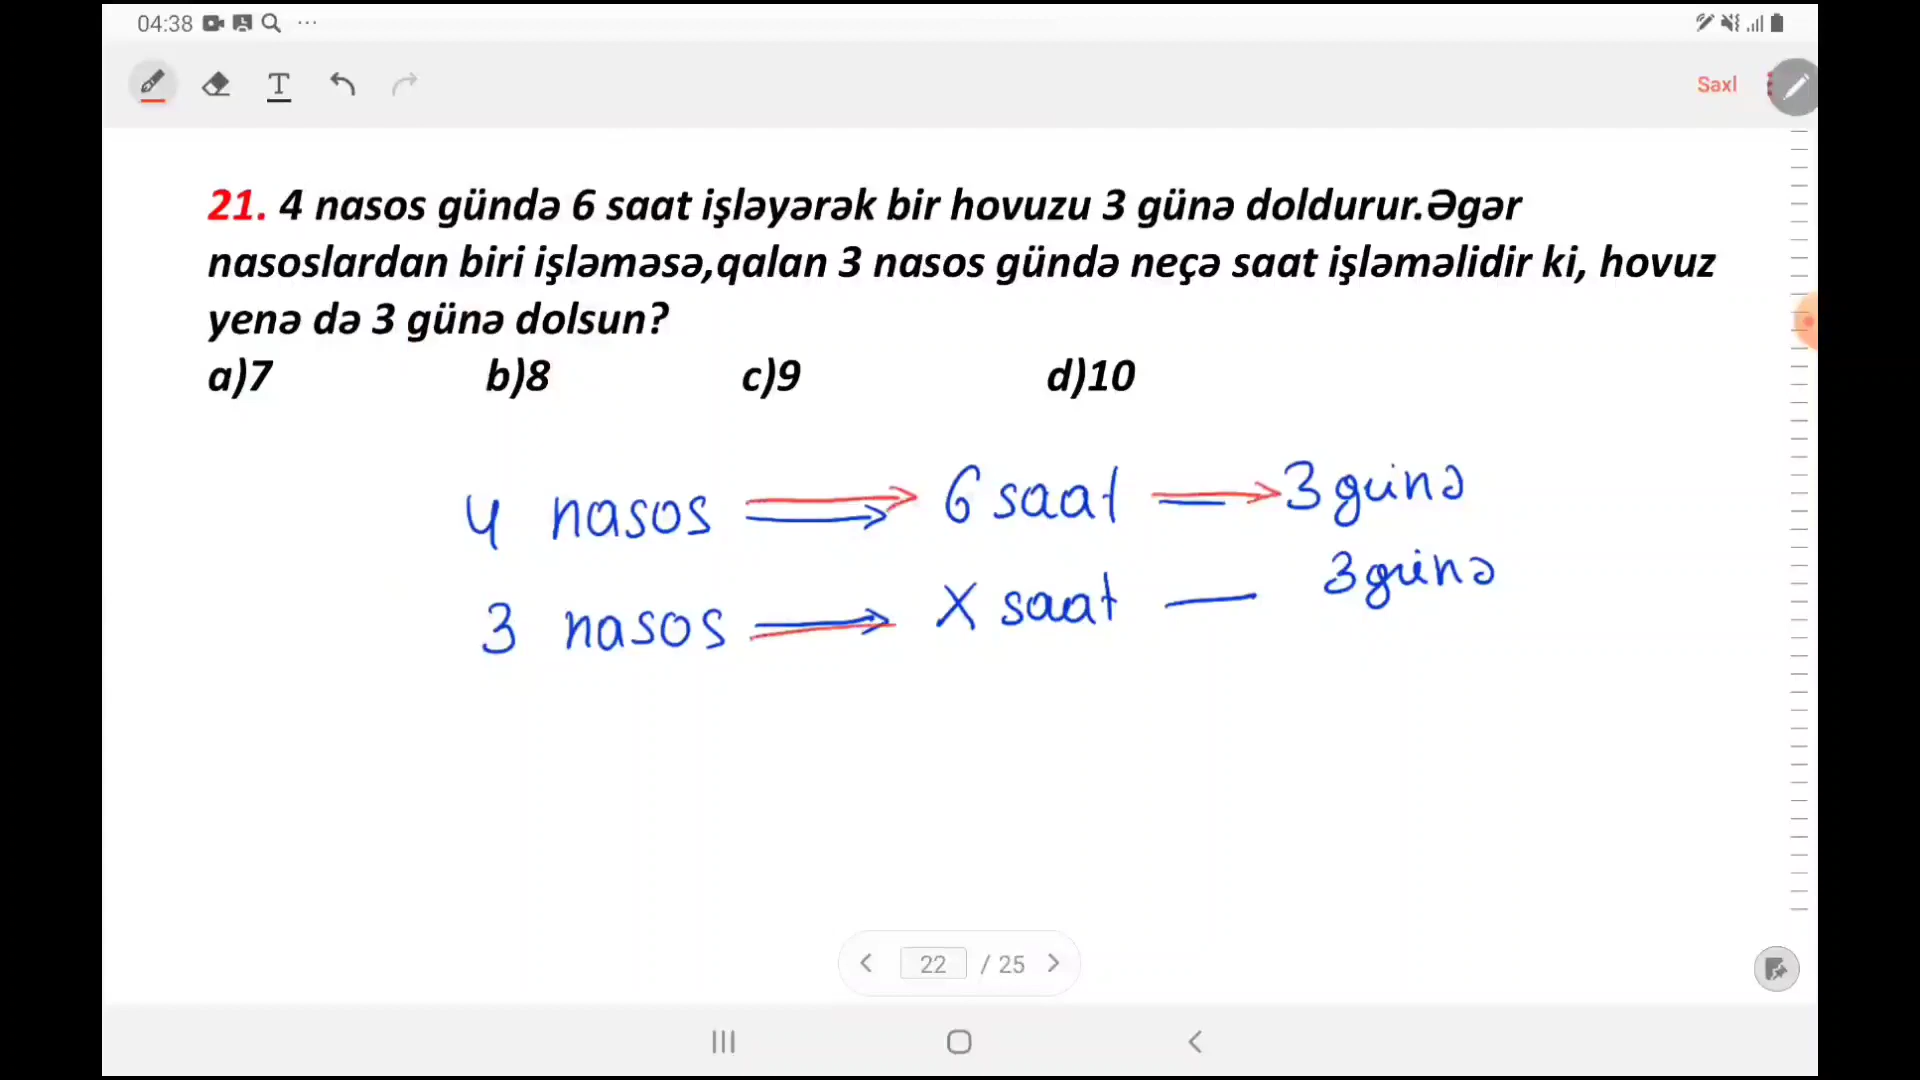 04:38
Saxl
21. 4 nasos gündə 6 saat işləyərək bir hovuzu 3 günə doldurur.Əgər
nasoslardan biri işləməsə,qalan 3 nasos gündə neçə saat işləməlidir ki, hovuz
yenə də 3 günə dolsun?
a)7 b)8 c)9 d)10
4 nasos 6 saat 3 günə
3 nasos x saat 3 günə
22 / 25